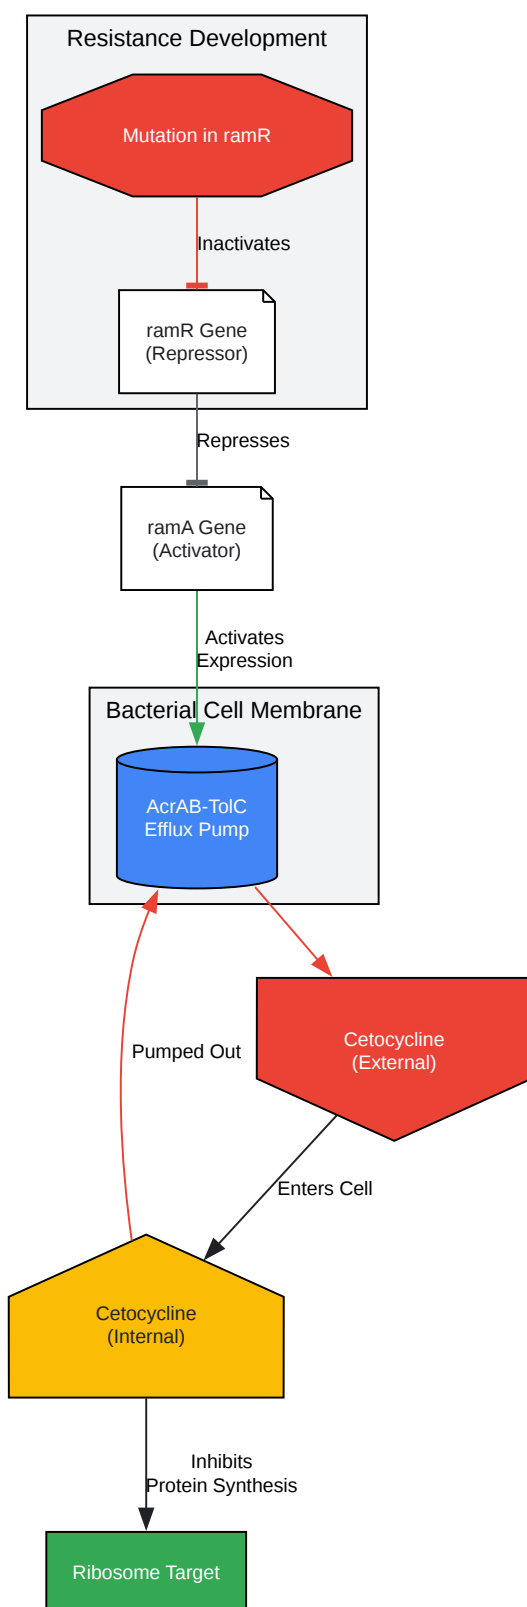 Resistance Development
Mutation in ramR
Inactivates
ramR Gene
(Repressor)
Represses
ramA Gene
(Activator)
Activates
Expression
Bacterial Cell Membrane
AcrAB-TolC
Efflux Pump
Cetocycline
(External)
Pumped Out
Enters Cell
Cetocycline
(Internal)
Inhibits
Protein Synthesis
Ribosome Target